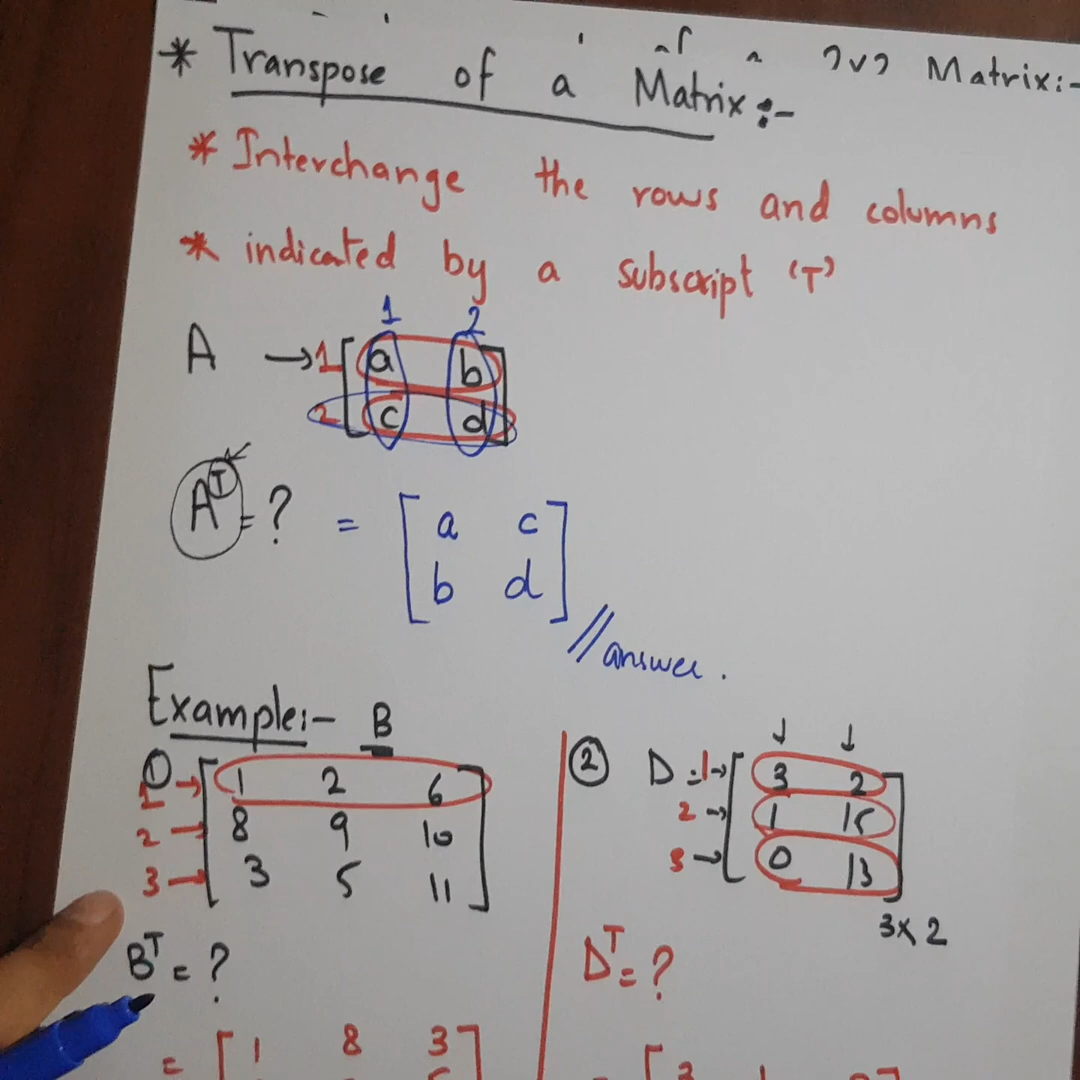 Matrix:-
* Transpose of a Matrix:-
* Interchange the rows and columns
* indicated by a subscript 'T'
1 2
A → 1 [a b]
2 [c d]
A^T = ? = [a c]
[b d]
// answer.
Example:- B
① 1 → [1 2 6]
2 → [8 9 10]
3 → [3 5 11]
B^T = ?
= [1 8 3]
② D = 1 → [3 2]
2 → [1 15]
3 → [0 13]
3x2
D^T = ?